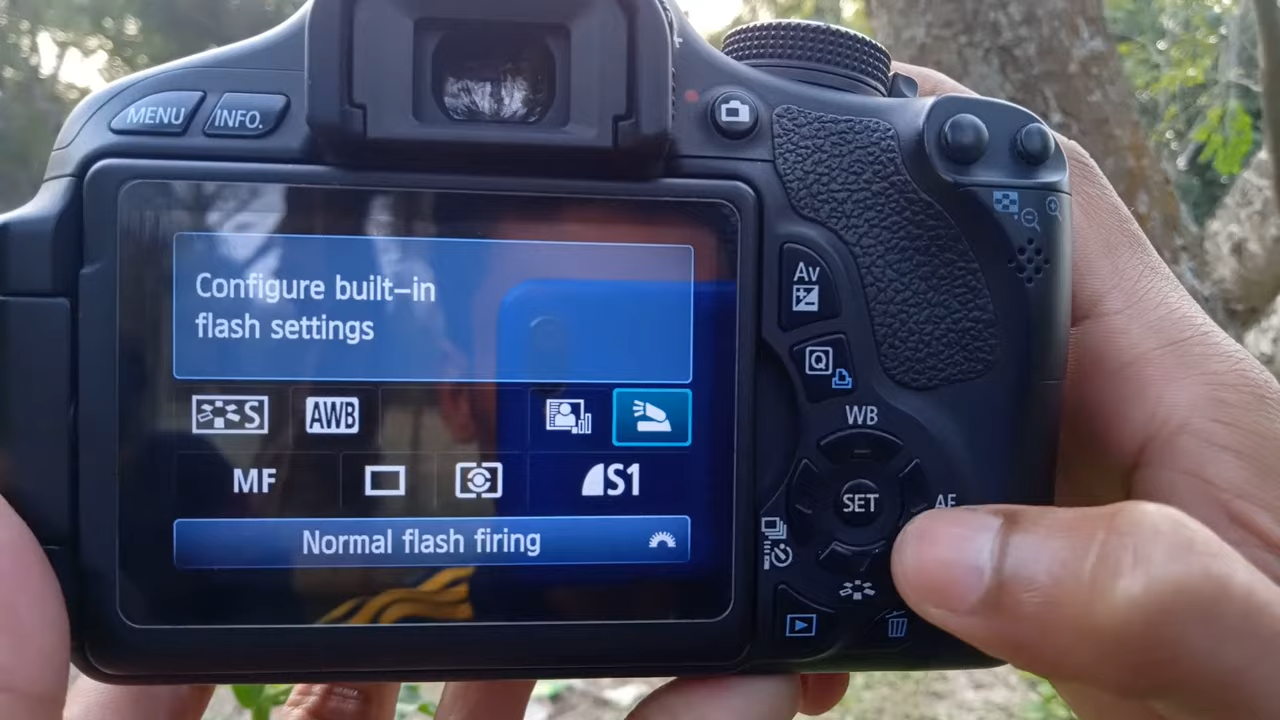 MENU
INFO.
Configure built-in
flash settings
S
AWB
MF
S1
Normal flash firing
Av
Q
WB
SET
AF